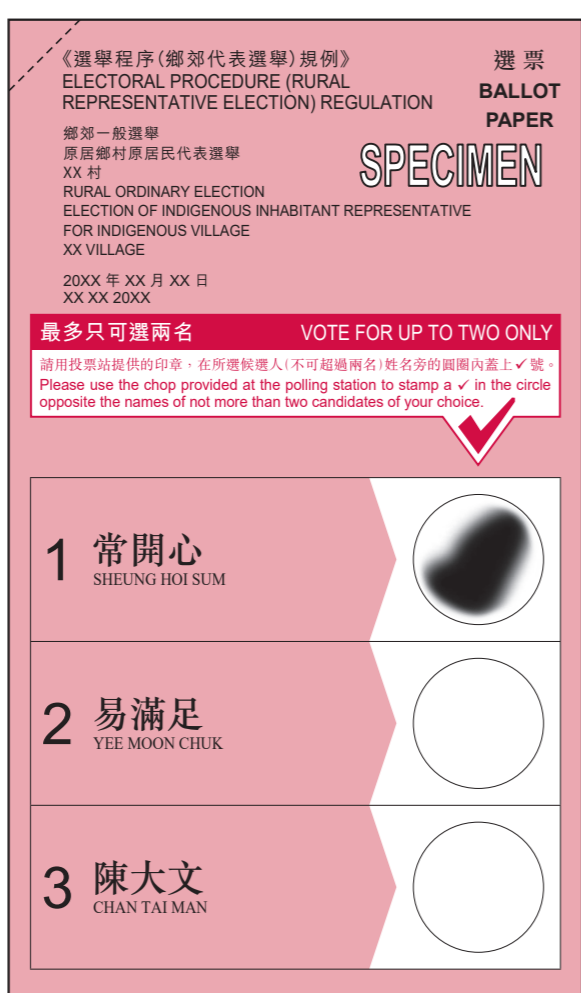 《選舉程序(鄉郊代表選舉)規例》
ELECTORAL PROCEDURE (RURAL
REPRESENTATIVE ELECTION) REGULATION
選票
BALLOT
PAPER
SPECIMEN
鄉郊一般選舉
原居鄉村原居民代表選舉
XX 村
RURAL ORDINARY ELECTION
ELECTION OF INDIGENOUS INHABITANT REPRESENTATIVE
FOR INDIGENOUS VILLAGE
XX VILLAGE
20XX 年 XX 月 XX 日
XX XX 20XX
最多只可選兩名 VOTE FOR UP TO TWO ONLY
請用投票站提供的印章,在所選候選人(不可超過兩名)姓名旁的圓圈內蓋上✓號。
Please use the chop provided at the polling station to stamp a ✓ in the circle
opposite the names of not more than two candidates of your choice.
1 常開心
SHEUNG HOI SUM
2 易滿足
YEE MOON CHUK
3 陳大文
CHAN TAI MAN